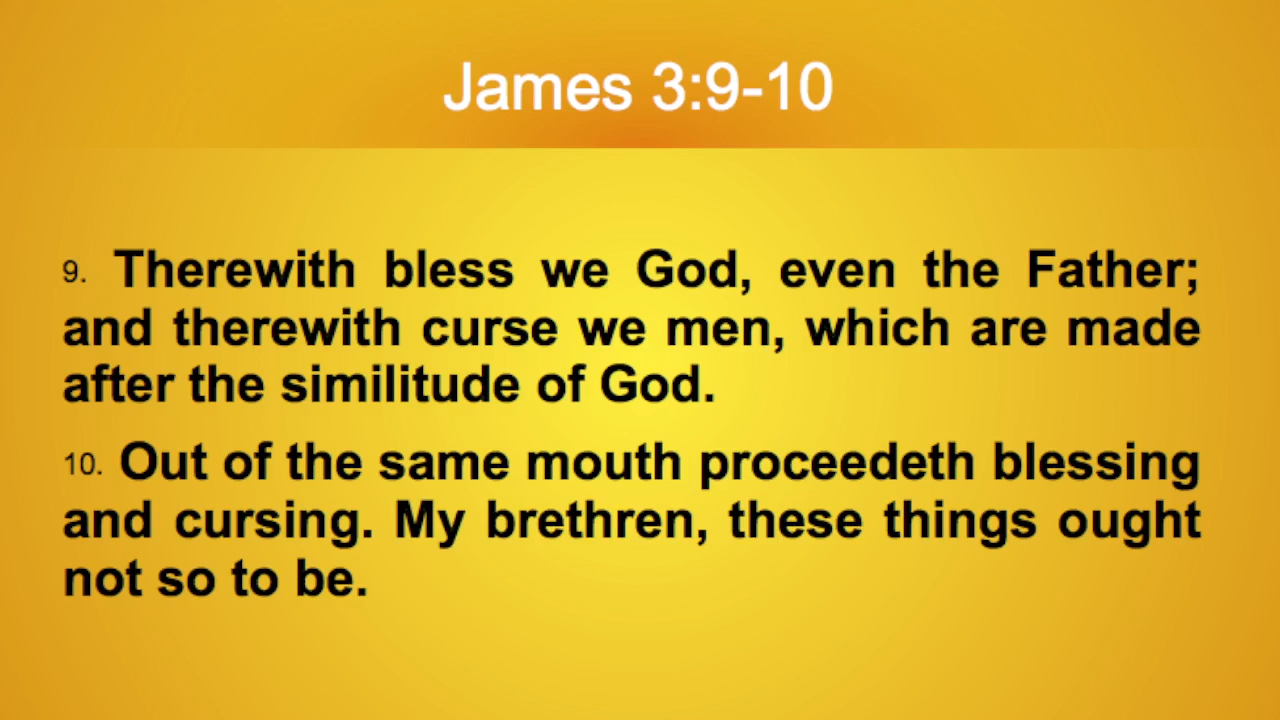 James 3:9-10
9. Therewith bless we God, even the Father;
and therewith curse we men, which are made
after the similitude of God.
10. Out of the same mouth proceedeth blessing
and cursing. My brethren, these things ought
not so to be.